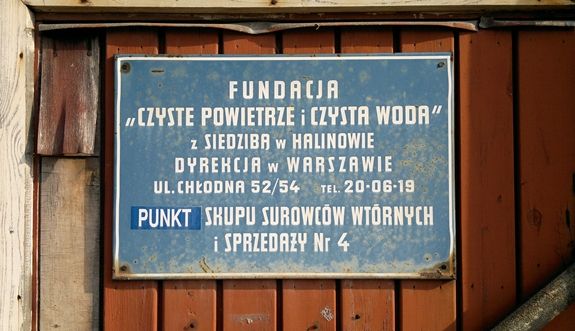 FUNDACJA
„CZYSTE POWIETRZE i CZYSTA WODA"
z SIEDZIBĄ w HALINOWIE
DYREKCJA w WARSZAWIE
UL. CHŁODNA 52/54 TEL. 20-06-19
PUNKT SKUPU SUROWCÓW WTÓRNYCH
i SPRZEDAŻY Nr 4